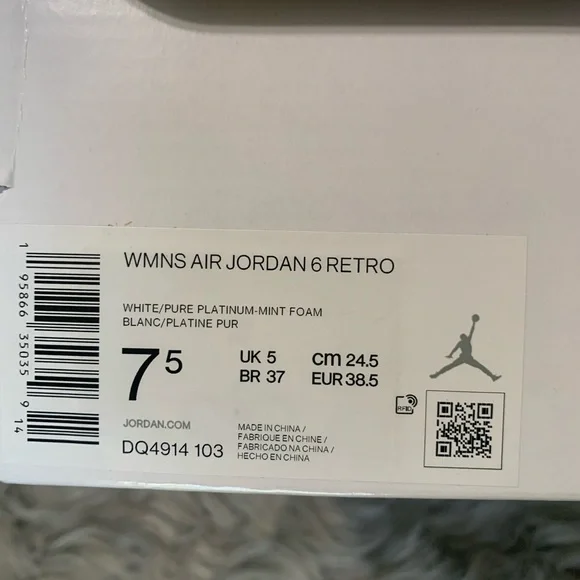 WMNS AIR JORDAN 6 RETRO
WHITE/PURE PLATINUM-MINT FOAM
BLANC/PLATINE PUR
7 5
UK 5
cm 24.5
BR 37
EUR 38.5
RFID
JORDAN.COM
DQ4914 103
MADE IN CHINA /
FABRIQUE EN CHINE /
FABRICADO NA CHINA /
HECHO EN CHINA
1 95866 35035 9 14